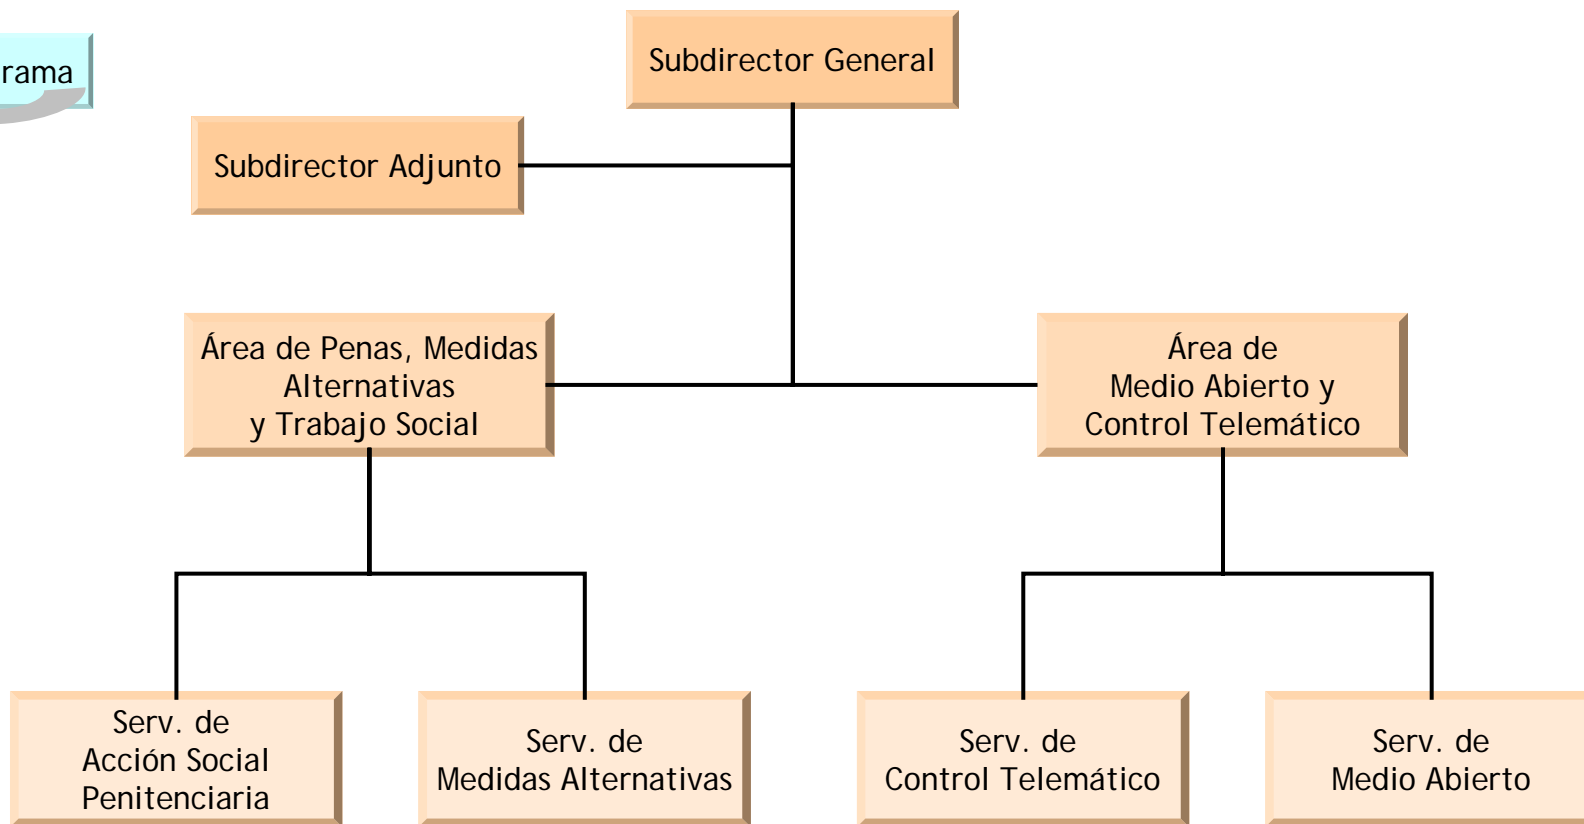 rama
Subdirector General
Subdirector Adjunto
Área de Penas, Medidas
Alternativas
y Trabajo Social
Área de
Medio Abierto y
Control Telemático
Serv. de
Acción Social
Penitenciaria
Serv. de
Medidas Alternativas
Serv. de
Control Telemático
Serv. de
Medio Abierto